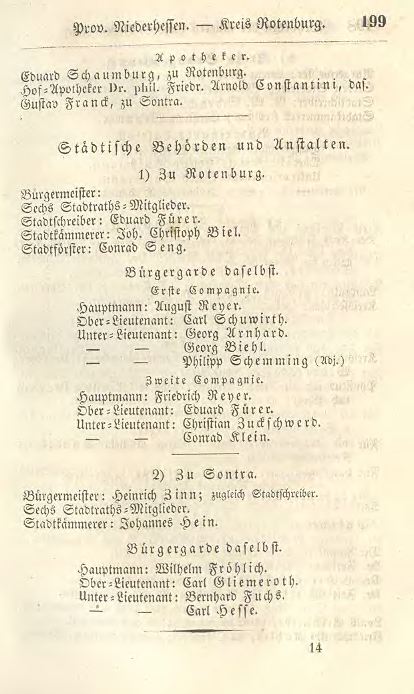 Prov. Niederhessen. — Kreis Rotenburg. 199
Apotheker.
Eduard Schaumburg, zu Rotenburg.
Hof-Apotheker Dr. phil. Friedr. Arnold Constantini, das.
Gustav Franck, zu Sontra.
Städtische Behörden und Anstalten.
1) Zu Rotenburg.
Bürgermeister:
Sechs Stadtraths-Mitglieder.
Stadtschreiber: Eduard Fürer.
Stadtkämmerer: Joh. Christoph Biel.
Stadtförster: Conrad Seng.
Bürgergarde daselbst.
Erste Compagnie.
Hauptmann: August Reyer.
Ober-Lieutenant: Carl Schuwirth.
Unter-Lieutenant: Georg Arnhard.
— — Georg Biehl.
— — Philipp Schemming (Adj.)
Zweite Compagnie.
Hauptmann: Friedrich Reyer.
Ober-Lieutenant: Eduard Fürer.
Unter-Lieutenant: Christian Zuckschwerd.
— — Conrad Klein.
2) Zu Sontra.
Bürgermeister: Heinrich Zinn; zugleich Stadtschreiber.
Sechs Stadtraths-Mitglieder.
Stadtkämmerer: Johannes Hein.
Bürgergarde daselbst.
Hauptmann: Wilhelm Fröhlich.
Ober-Lieutenant: Carl Gliemeroth.
Unter-Lieutenant: Bernhard Fuchs.
— — Carl Hesse.
14